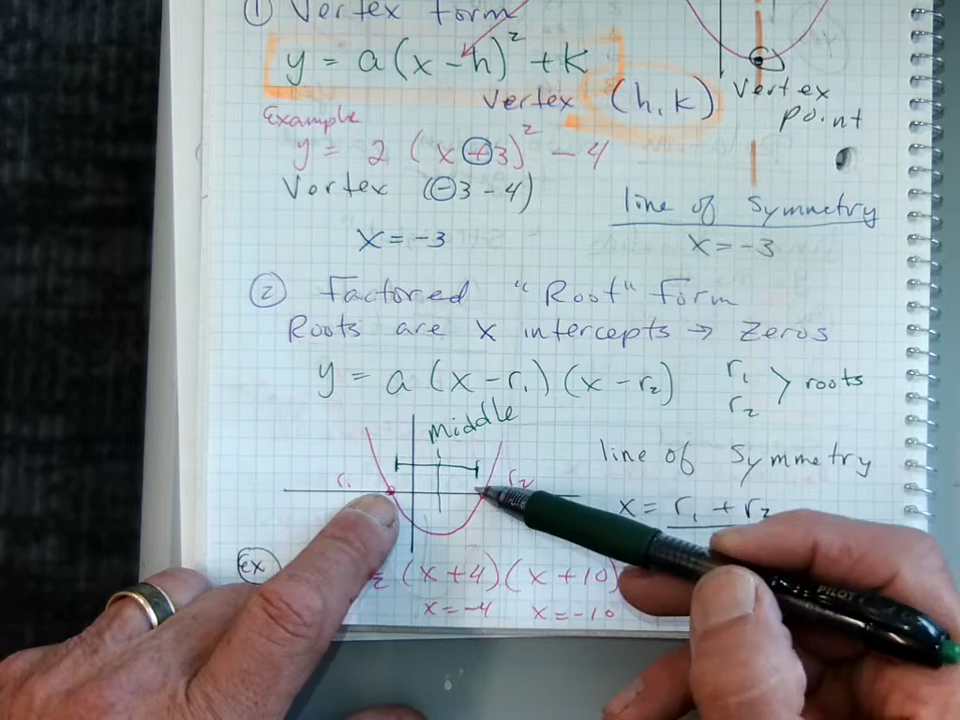 ① Vertex form
y = a(x-h)² + k
Vertex (h,k)
Vertex
point
Example
y = 2 (x+3)² - 4
Vertex (-3 -4)
line of Symmetry
x = -3
x = -3
② Factored "Root" Form
Roots are x intercepts → Zeros
y = a (x-r₁)(x-r₂)
r₁
r₂ > roots
middle
r₁
r₂
line of Symmetry
x = r₁ + r₂
ex
(x+4)(x+10)
x=-4 x=-10
PILOT